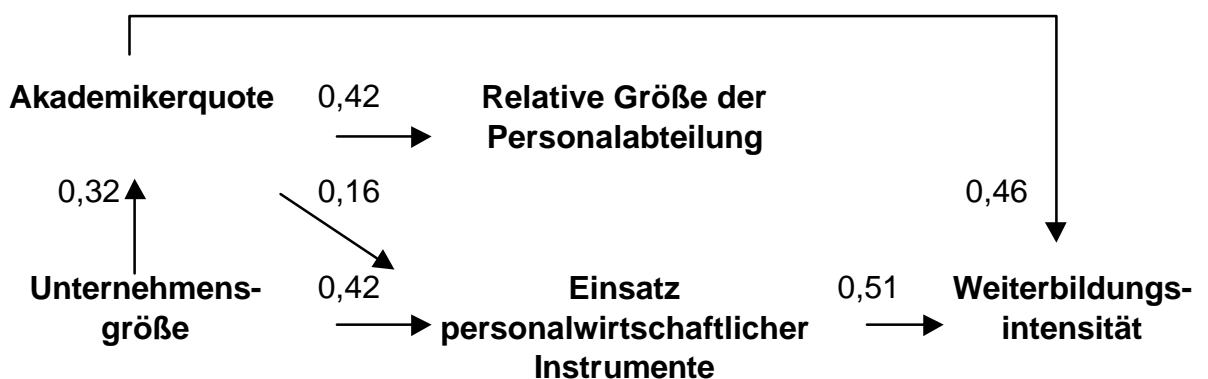 Akademikerquote 0,42 Relative Größe der
Personalabteilung
0,32 0,16 0,46
Unternehmens- 0,42 Einsatz 0,51 Weiterbildungs-
größe personalwirtschaftlicher intensität
Instrumente